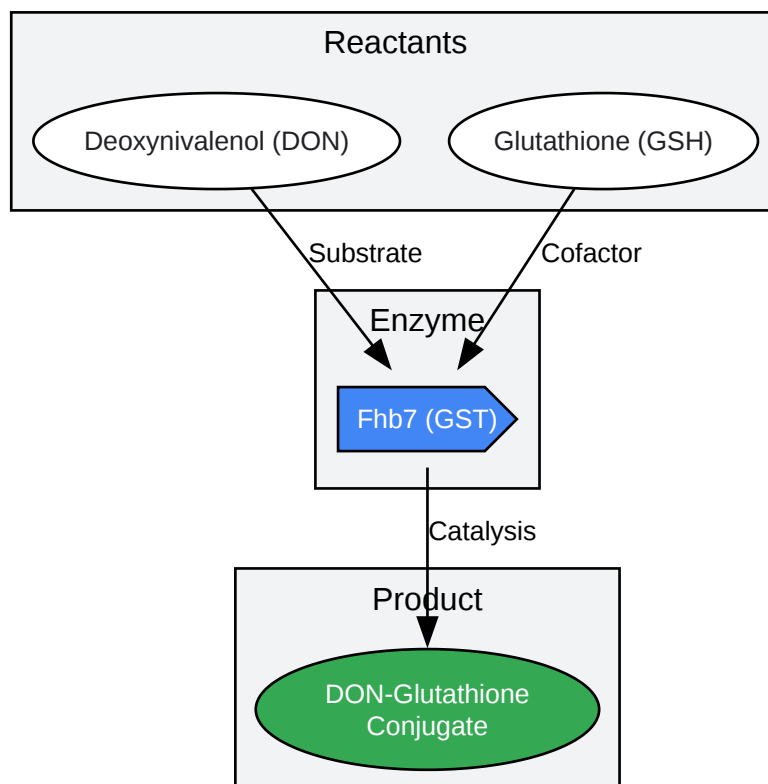 Reactants
Deoxynivalenol (DON)
Glutathione (GSH)
Substrate
Cofactor
Enzyme
Fhb7 (GST)
Catalysis
Product
DON-Glutathione
Conjugate